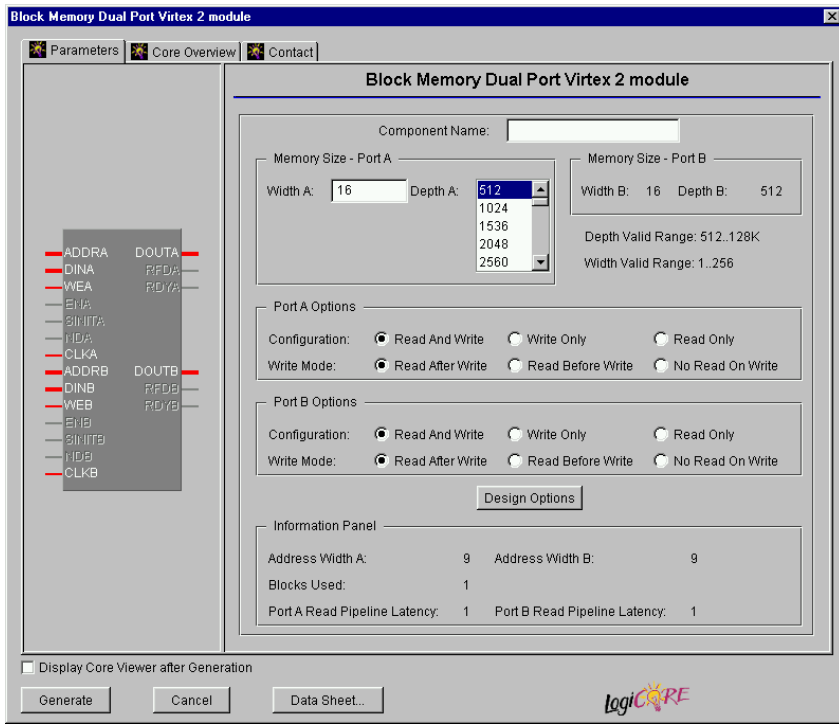 Block Memory Dual Port Virtex 2 module
Parameters Core Overview Contact
Block Memory Dual Port Virtex 2 module
Component Name:
Memory Size - Port A
Width A: 16 Depth A: 512
1024
1536
2048
2560
Memory Size - Port B
Width B: 16 Depth B: 512
Depth Valid Range: 512..128K
Width Valid Range: 1..256
ADDRA DOUTA
DINA RFDA
WEA RDYA
ENA
SINITA
NDA
CLKA
ADDRB DOUTB
DINB RFDB
WEB RDYB
ENB
SINITB
NDB
CLKB
Port A Options
Configuration: Read And Write Write Only Read Only
Write Mode: Read After Write Read Before Write No Read On Write
Port B Options
Configuration: Read And Write Write Only Read Only
Write Mode: Read After Write Read Before Write No Read On Write
Design Options
Information Panel
Address Width A: 9 Address Width B: 9
Blocks Used: 1
Port A Read Pipeline Latency: 1 Port B Read Pipeline Latency: 1
Display Core Viewer after Generation
Generate Cancel Data Sheet...
LogiCORE